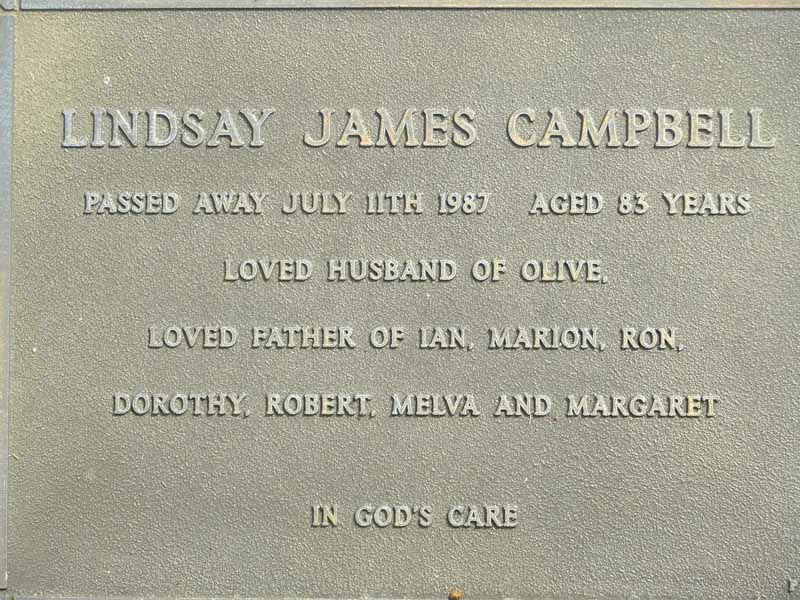 LINDSAY JAMES CAMPBELL
PASSED AWAY JULY 11TH 1987 AGED 83 YEARS
LOVED HUSBAND OF OLIVE,
LOVED FATHER OF IAN, MARION, RON,
DOROTHY, ROBERT, MELVA AND MARGARET
IN GOD'S CARE